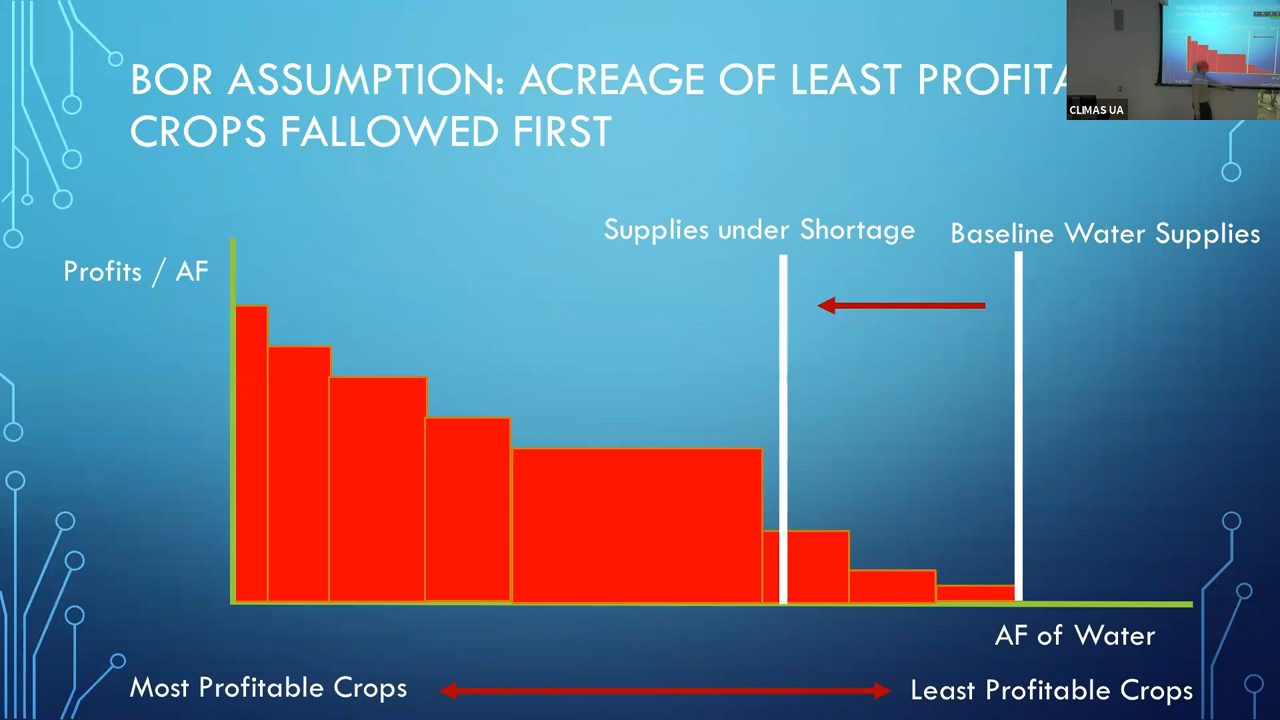 BOR ASSUMPTION: ACREAGE OF LEAST
CROPS FALLOWED FIRST
CLIMAS UA
Supplies under Shortage
Baseline Water Supplies
Profits / AF
AF of Water
Most Profitable Crops
Least Profitable Crops